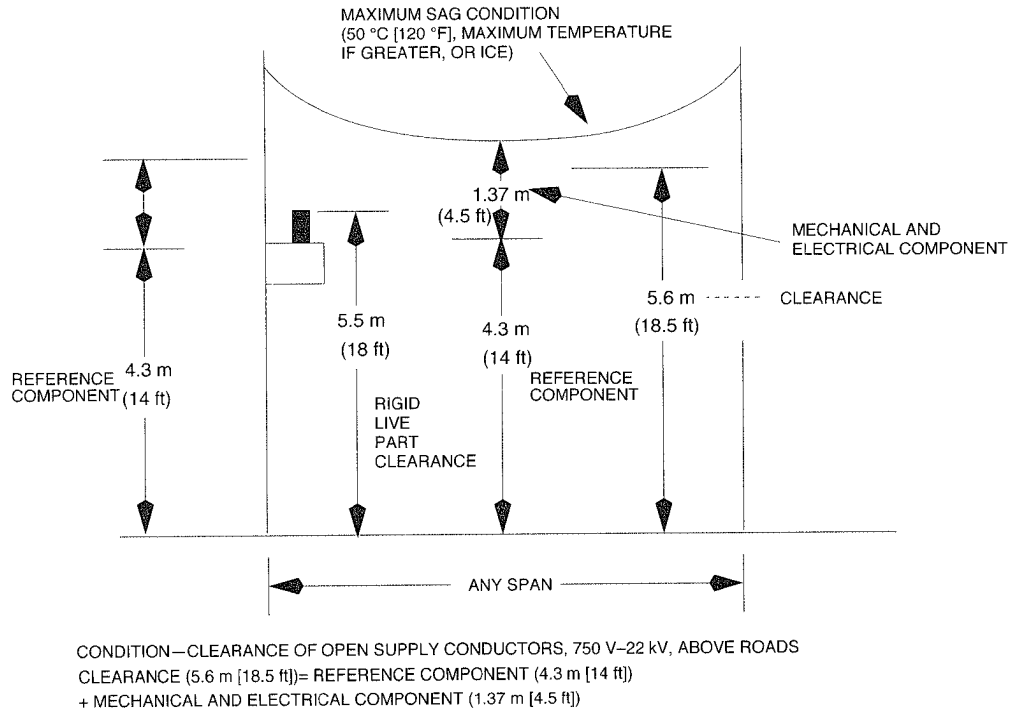 MAXIMUM SAG CONDITION
(50 °C [120 °F], MAXIMUM TEMPERATURE
IF GREATER, OR ICE)
1.37 m
(4.5 ft)
MECHANICAL AND
ELECTRICAL COMPONENT
5.6 m
(18.5 ft)
CLEARANCE
5.5 m
(18 ft)
4.3 m
(14 ft)
REFERENCE
COMPONENT
4.3 m
(14 ft)
REFERENCE
COMPONENT
RIGID
LIVE
PART
CLEARANCE
ANY SPAN
CONDITION—CLEARANCE OF OPEN SUPPLY CONDUCTORS, 750 V–22 kV, ABOVE ROADS
CLEARANCE (5.6 m [18.5 ft])= REFERENCE COMPONENT (4.3 m [14 ft])
+ MECHANICAL AND ELECTRICAL COMPONENT (1.37 m [4.5 ft])